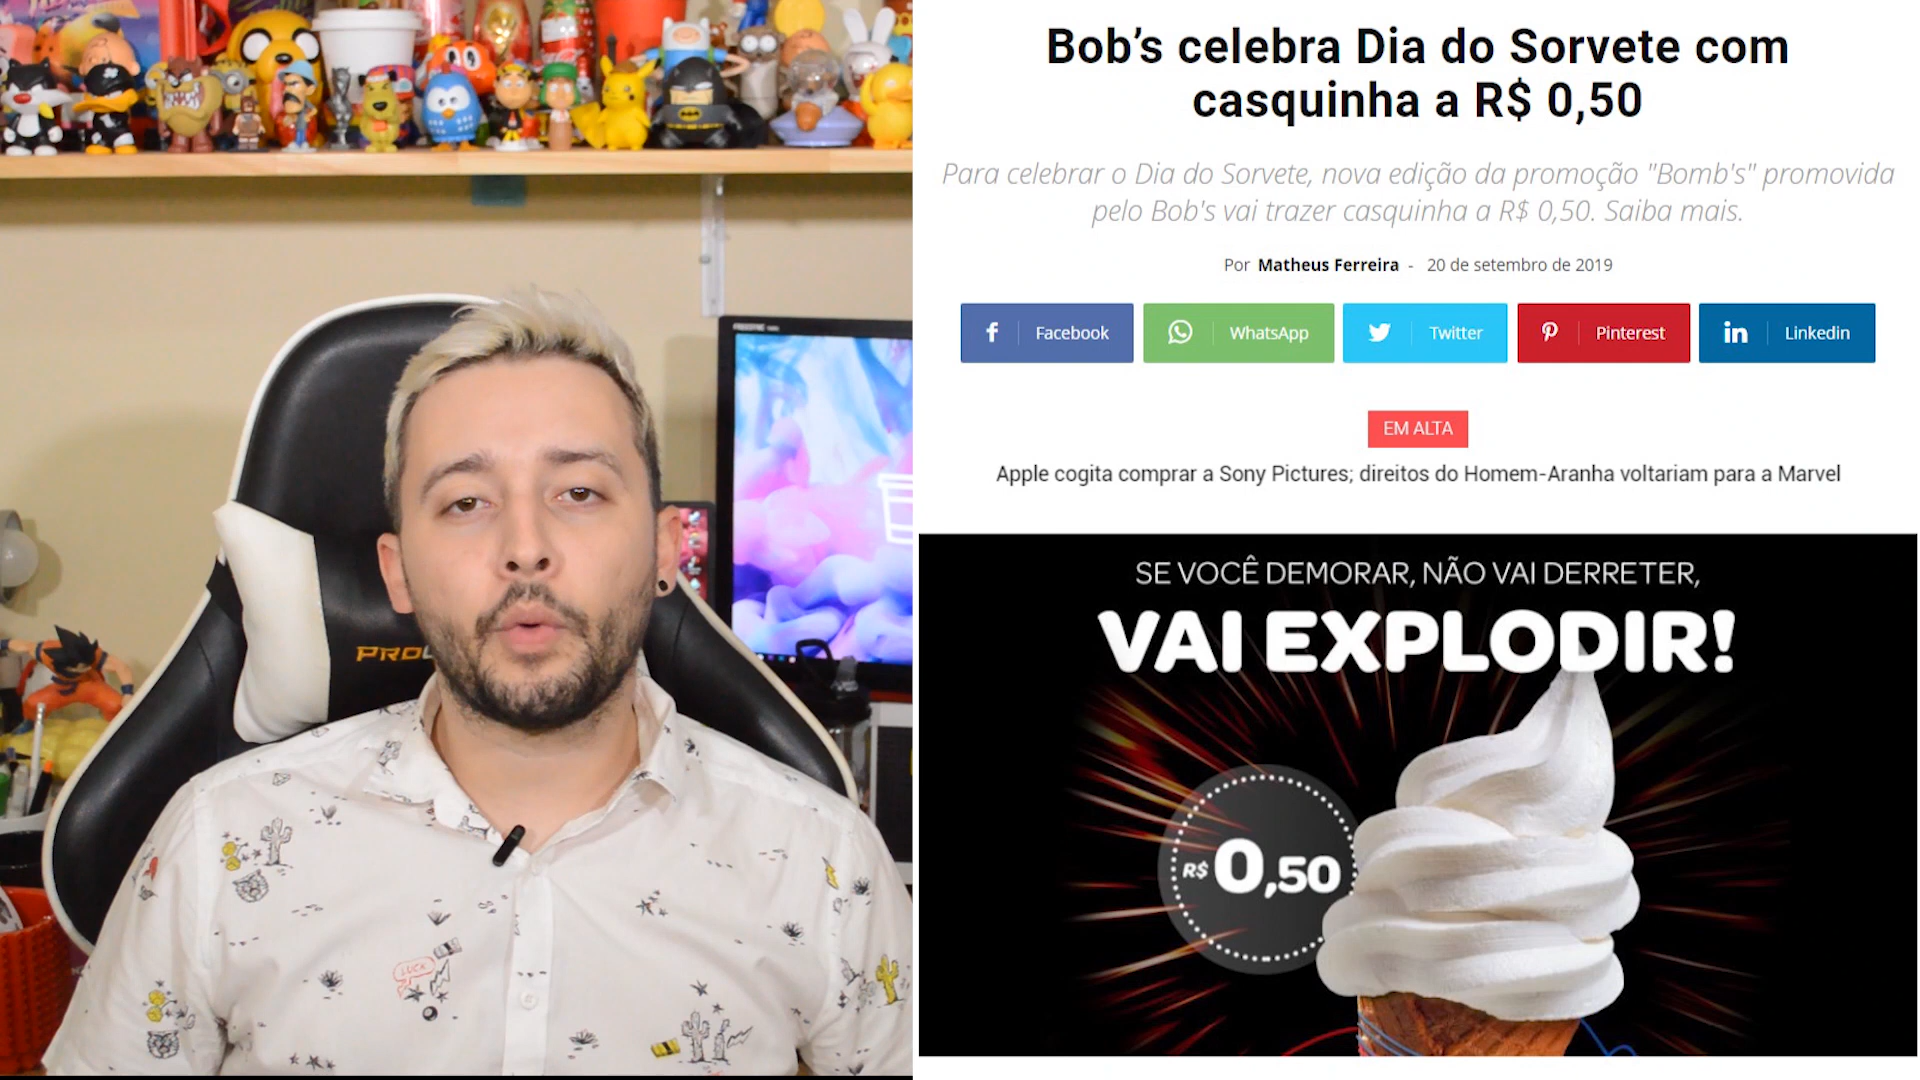 Bob’s celebra Dia do Sorvete com
casquinha a R$ 0,50
Para celebrar o Dia do Sorvete, nova edição da promoção "Bomb's" promovida
pelo Bob's vai trazer casquinha a R$ 0,50. Saiba mais.
Por Matheus Ferreira - 20 de setembro de 2019
Facebook
WhatsApp
Twitter
Pinterest
Linkedin
EM ALTA
Apple cogita comprar a Sony Pictures; direitos do Homem-Aranha voltariam para a Marvel
SE VOCÊ DEMORAR, NÃO VAI DERRETER,
VAI EXPLODIR!
R$ 0,50
LUCK